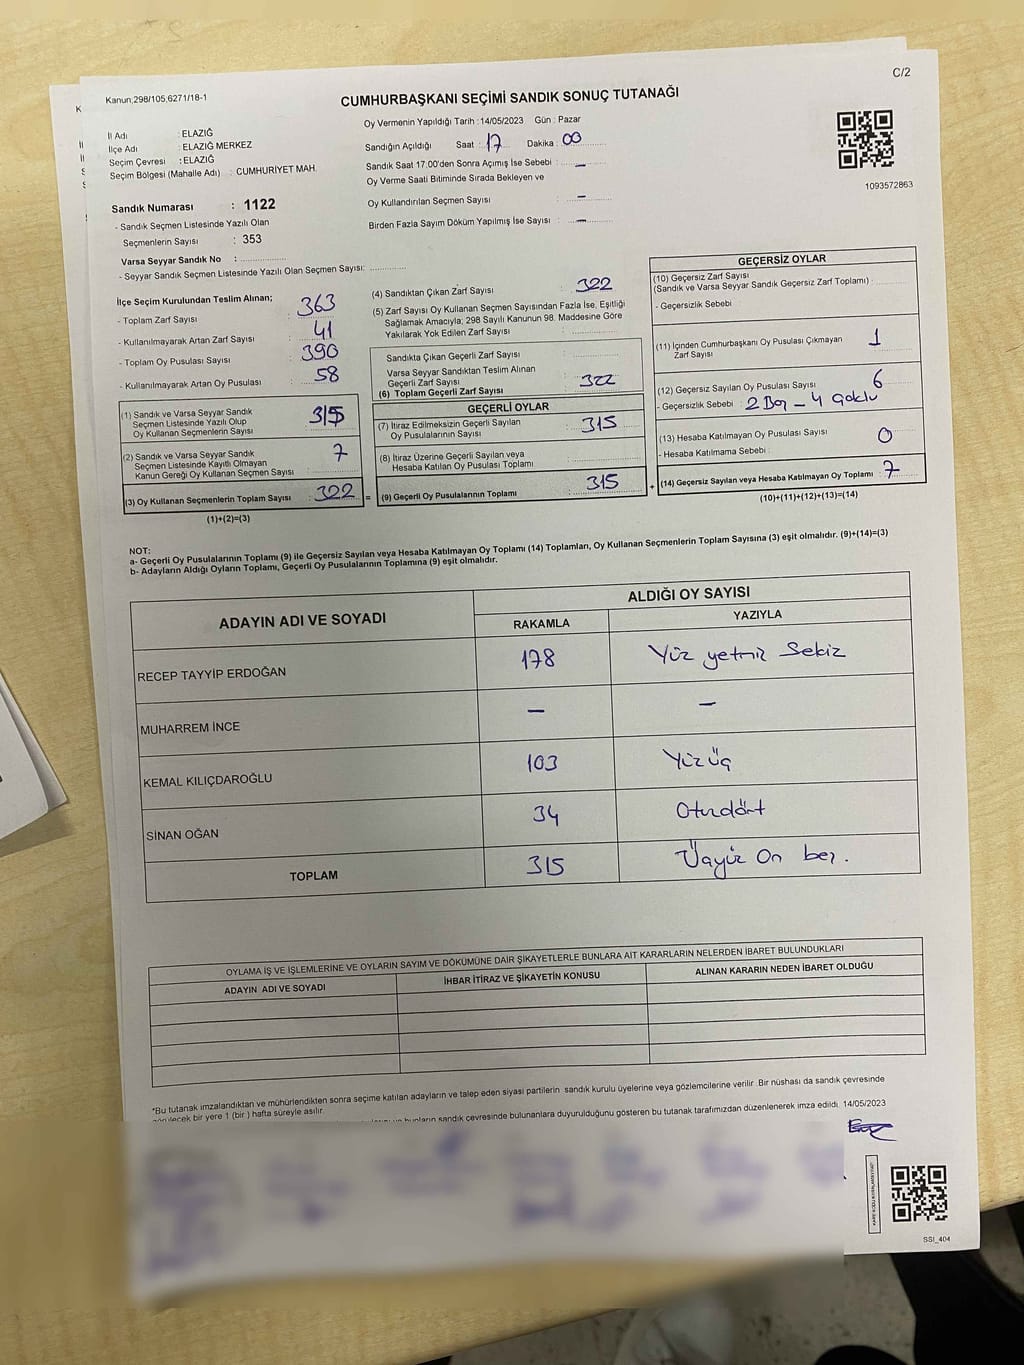 C/2
Kanun,298/105,6271/18-1
CUMHURBAŞKANI SEÇİMİ SANDIK SONUÇ TUTANAĞI
İl Adı : ELAZIĞ
İlçe Adı : ELAZIĞ MERKEZ
Seçim Çevresi : ELAZIĞ
Seçim Bölgesi (Mahalle Adı) : CUMHURİYET MAH.
Sandık Numarası : 1122
- Sandık Seçmen Listesinde Yazılı Olan
Seçmenlerin Sayısı : 353
Varsa Seyyar Sandık No :
- Seyyar Sandık Seçmen Listesinde Yazılı Olan Seçmen Sayısı:
Oy Vermenin Yapıldığı Tarih :14/05/2023 Gün : Pazar
Sandığın Açıldığı Saat : 17 Dakika : 00
Sandık Saat 17.00'den Sonra Açımış İse Sebebi : –
Oy Verme Saati Bitiminde Sırada Bekleyen ve
Oy Kullandırılan Seçmen Sayısı : –
Birden Fazla Sayım Döküm Yapılmış İse Sayısı : –
1093572863
İlçe Seçim Kurulundan Teslim Alınan;
- Toplam Zarf Sayısı : 363
- Kullanılmayarak Artan Zarf Sayısı : 41
- Toplam Oy Pusulası Sayısı : 390
- Kullanılmayarak Artan Oy Pusulası : 58
(1) Sandık ve Varsa Seyyar Sandık
Seçmen Listesinde Yazılı Olup
Oy Kullanan Seçmenlerin Sayısı : 315
(2) Sandık ve Varsa Seyyar Sandık
Seçmen Listesinde Kayıtlı Olmayan
Kanun Gereği Oy Kullanan Seçmen Sayısı : 7
(3) Oy Kullanan Seçmenlerin Toplam Sayısı : 322 =
(1)+(2)=(3)
(4) Sandıktan Çıkan Zarf Sayısı : 322
(5) Zarf Sayısı Oy Kullanan Seçmen Sayısından Fazla İse, Eşitliği
Sağlamak Amacıyla; 298 Sayılı Kanunun 98. Maddesine Göre
Yakılarak Yok Edilen Zarf Sayısı :
Sandıkta Çıkan Geçerli Zarf Sayısı :
Varsa Seyyar Sandıktan Teslim Alınan
Geçerli Zarf Sayısı :
(6) Toplam Geçerli Zarf Sayısı : 322
GEÇERLİ OYLAR
(7) İtiraz Edilmeksizin Geçerli Sayılan
Oy Pusulalarının Sayısı : 315
(8) İtiraz Üzerine Geçerli Sayılan veya
Hesaba Katılan Oy Pusulası Toplamı :
(9) Geçerli Oy Pusulalarının Toplamı : 315 +
GEÇERSİZ OYLAR
(10) Geçersiz Zarf Sayısı
(Sandık ve Varsa Seyyar Sandık Geçersiz Zarf Toplamı) :
- Geçersizlik Sebebi
(11) İçinden Cumhurbaşkanı Oy Pusulası Çıkmayan
Zarf Sayısı : 1
(12) Geçersiz Sayılan Oy Pusulası Sayısı : 6
- Geçersizlik Sebebi : 2 Boş – 4 Çoklu
(13) Hesaba Katılmayan Oy Pusulası Sayısı : 0
- Hesaba Katılmama Sebebi :
(14) Geçersiz Sayılan veya Hesaba Katılmayan Oy Toplamı : 7
(10)+(11)+(12)+(13)=(14)
NOT:
a- Geçerli Oy Pusulalarının Toplamı (9) ile Geçersiz Sayılan veya Hesaba Katılmayan Oy Toplamı (14) Toplamları, Oy Kullanan Seçmenlerin Toplam Sayısına (3) eşit olmalıdır. (9)+(14)=(3)
b- Adayların Aldığı Oyların Toplamı, Geçerli Oy Pusulalarının Toplamına (9) eşit olmalıdır.
ADAYIN ADI VE SOYADI
ALDIĞI OY SAYISI
RAKAMLA YAZIYLA
RECEP TAYYİP ERDOĞAN 178 Yüz yetmiş Sekiz
MUHARREM İNCE – –
KEMAL KILIÇDAROĞLU 103 Yüz üç
SİNAN OĞAN 34 Otuzdört
TOPLAM 315 Üçyüz On beş.
OYLAMA İŞ VE İŞLEMLERİNE VE OYLARIN SAYIM VE DÖKÜMÜNE DAİR ŞİKAYETLERLE BUNLARA AİT KARARLARIN NELERDEN İBARET BULUNDUKLARI
ADAYIN ADI VE SOYADI İHBAR İTİRAZ VE ŞİKAYETİN KONUSU ALINAN KARARIN NEDEN İBARET OLDUĞU
*Bu tutanak imzalandıktan ve mühürlendikten sonra seçime katılan adayların ve talep eden siyasi partilerin sandık kurulu üyelerine veya gözlemcilerine verilir. Bir nüshası da sandık çevresinde
görülecek bir yere 1 (bir) hafta süreyle asılır.
bunların sandık çevresinde bulunanlara duyurulduğunu gösteren bu tutanak tarafımızdan düzenlenerek imza edildi. 14/05/2023
SSI_404